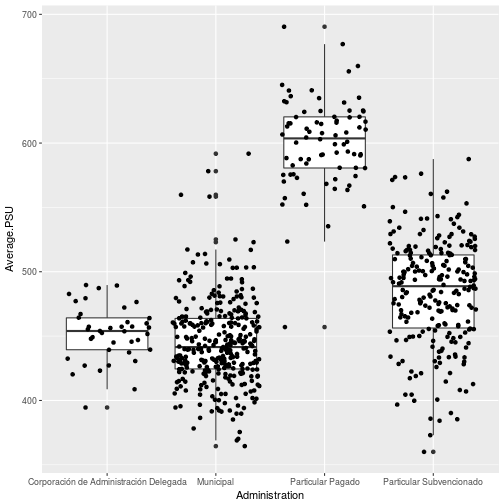 700
600
500
400
Average.PSU
Corporación de Administración Delegada
Municipal
Particular Pagado
Particular Subvencionado
Administration